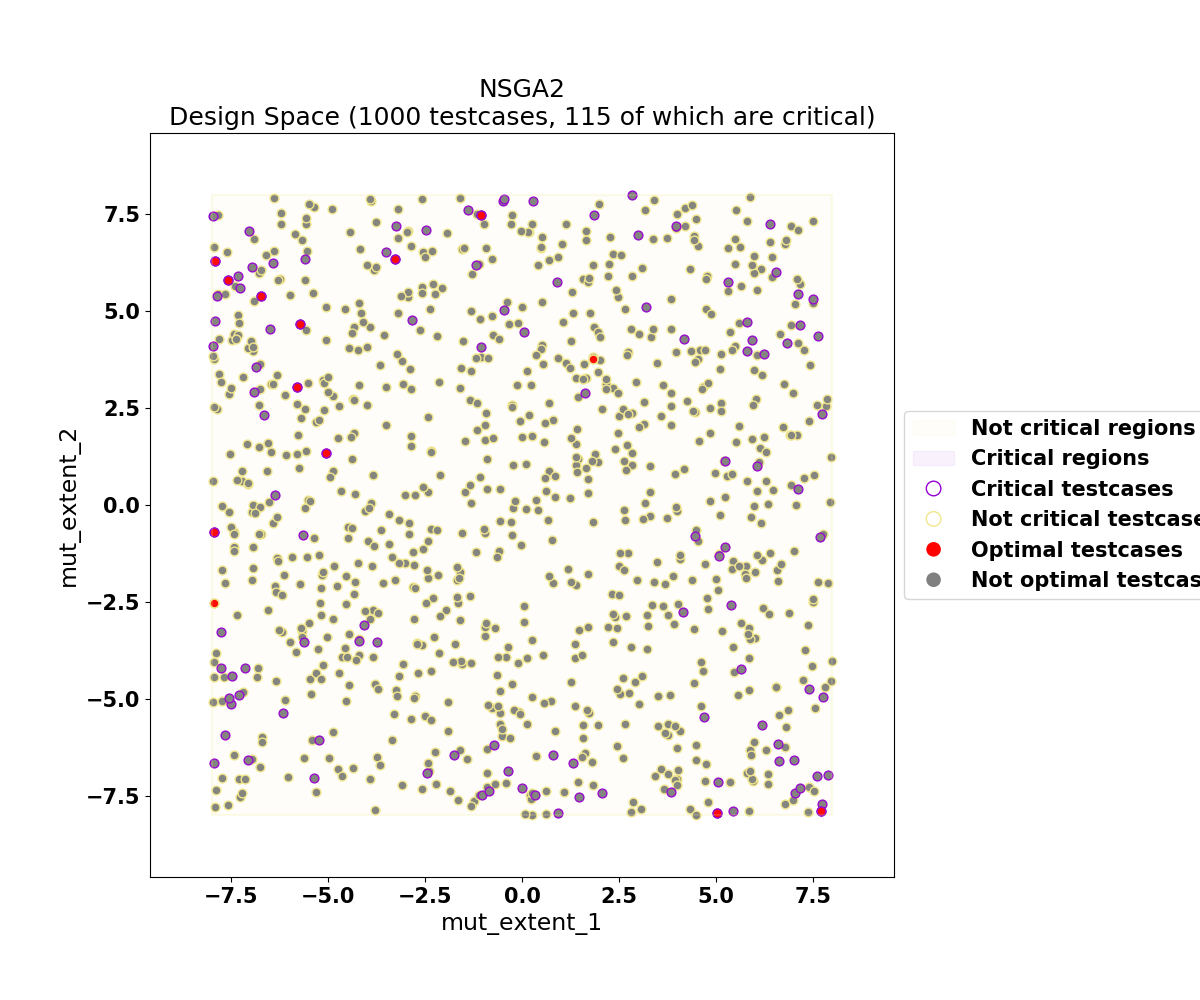 NSGA2
Design Space (1000 testcases, 115 of which are critical)
7.5
5.0
2.5
0.0
−2.5
−5.0
−7.5
mut_extent_2
−7.5 −5.0 −2.5 0.0 2.5 5.0 7.5
mut_extent_1
Not critical regions
Critical regions
Critical testcases
Not critical testcase
Optimal testcases
Not optimal testcas